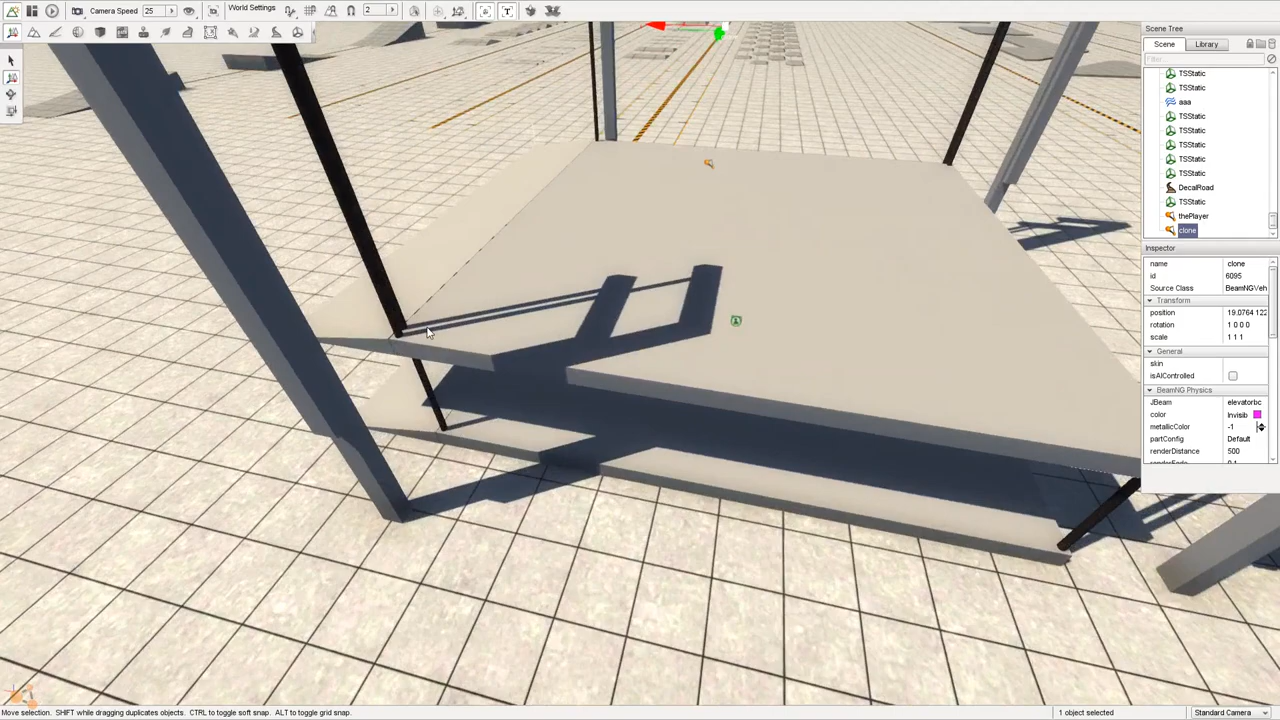 Camera Speed 25
World Settings
2
T
Scene Tree
Scene Library
Filter...
TSStatic
TSStatic
aaa
TSStatic
TSStatic
TSStatic
TSStatic
TSStatic
DecalRoad
TSStatic
thePlayer
clone
Inspector
name clone
id 6095
Source Class BeamNGVeh
Transform
position 19.0764 122
rotation 1 0 0 0
scale 1 1 1
General
skin
isAIControlled
BeamNG Physics
JBeam elevatorbc
color Invisib
metallicColor -1
partConfig Default
renderDistance 500
Move selection. SHIFT while dragging duplicates objects. CTRL to toggle soft snap. ALT to toggle grid snap.
1 object selected
Standard Camera